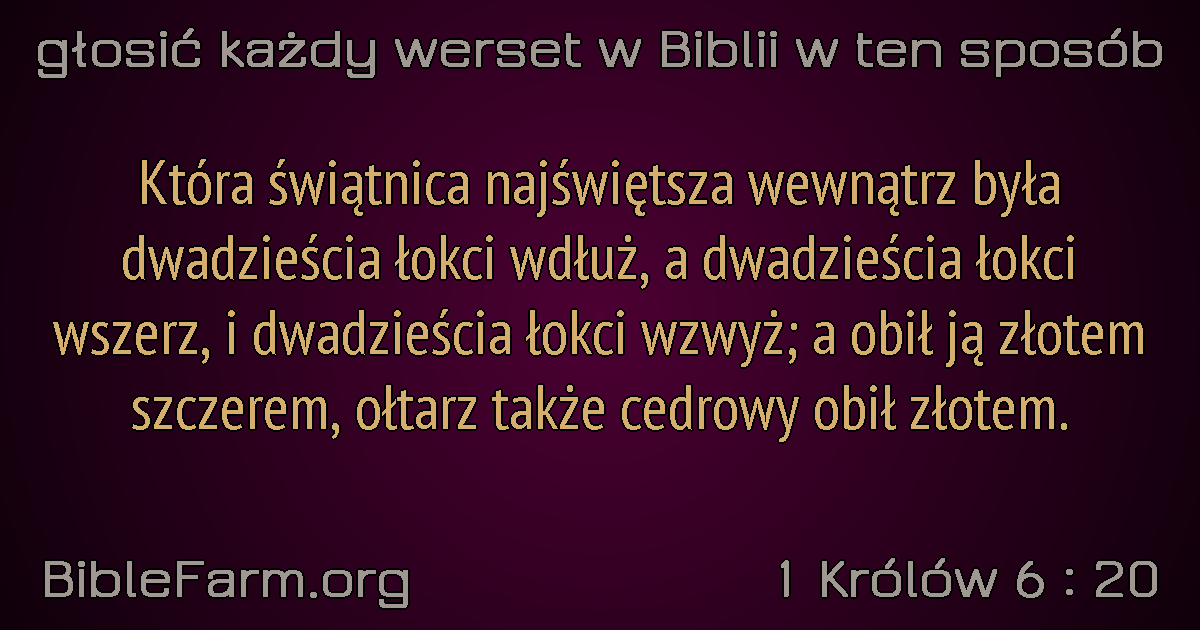 głosić każdy werset w Biblii w ten sposób
Która świątnica najświętsza wewnątrz była
dwadzieścia łokci wdłuż, a dwadzieścia łokci
wszerz, i dwadzieścia łokci wzwyż; a obił ją złotem
szczerem, ołtarz także cedrowy obił złotem.
BibleFarm.org
1 Królów 6 : 20